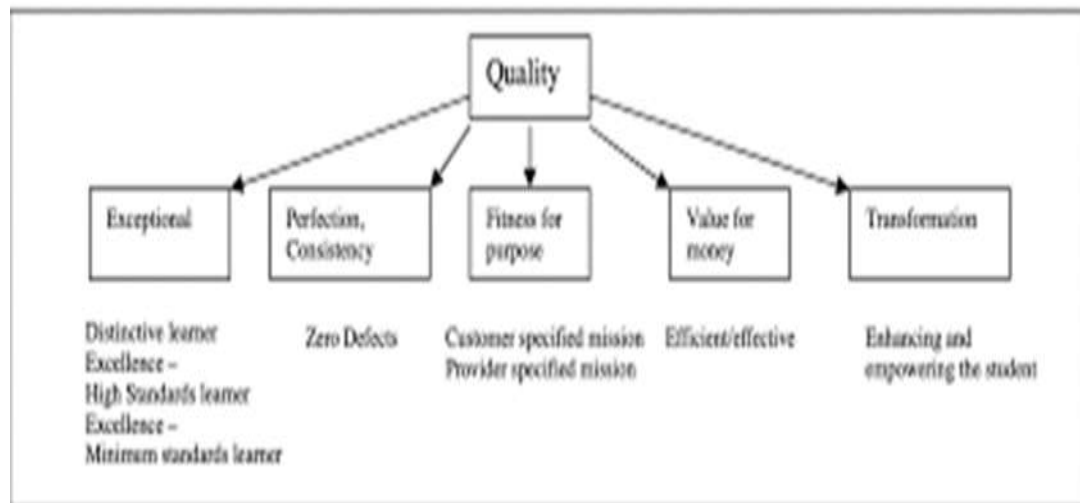 Quality
Exceptional
Perfection,
Consistency
Fitness for
purpose
Value for
money
Transformation
Distinctive learner
Excellence –
High Standards learner
Excellence –
Minimum standards learner
Zero Defects
Customer specified mission
Provider specified mission
Efficient/effective
Enhancing and
empowering the student